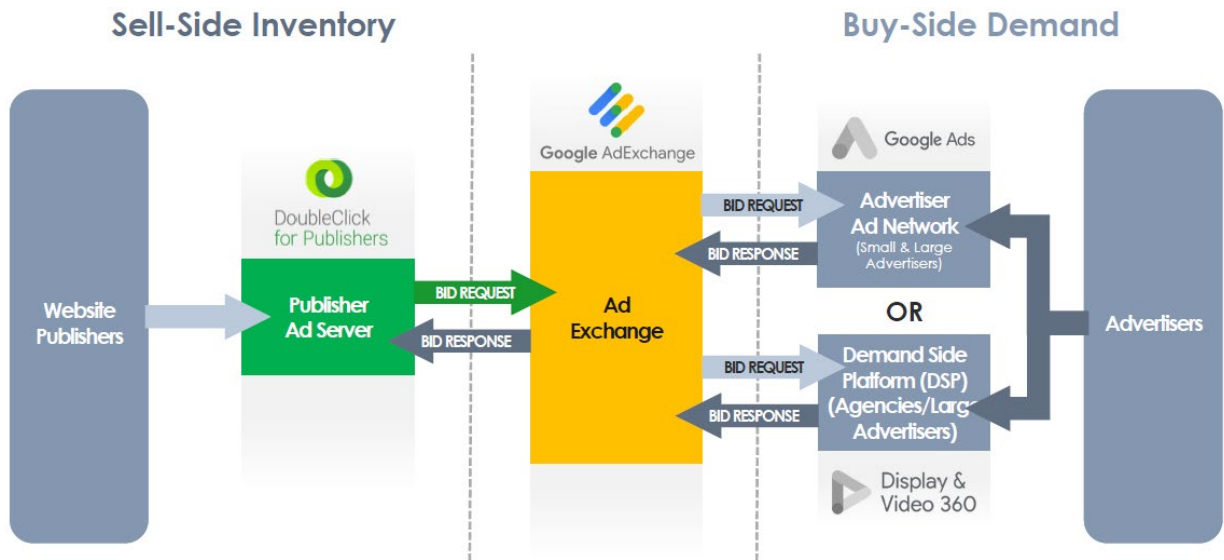 Sell-Side Inventory
Buy-Side Demand
Website
Publishers
DoubleClick
for Publishers
Publisher
Ad Server
BID REQUEST
BID RESPONSE
Google AdExchange
Ad
Exchange
BID REQUEST
BID RESPONSE
BID REQUEST
BID RESPONSE
Google Ads
Advertiser
Ad Network
(Small & Large
Advertisers)
OR
Demand Side
Platform (DSP)
(Agencies/Large
Advertisers)
Display &
Video 360
Advertisers